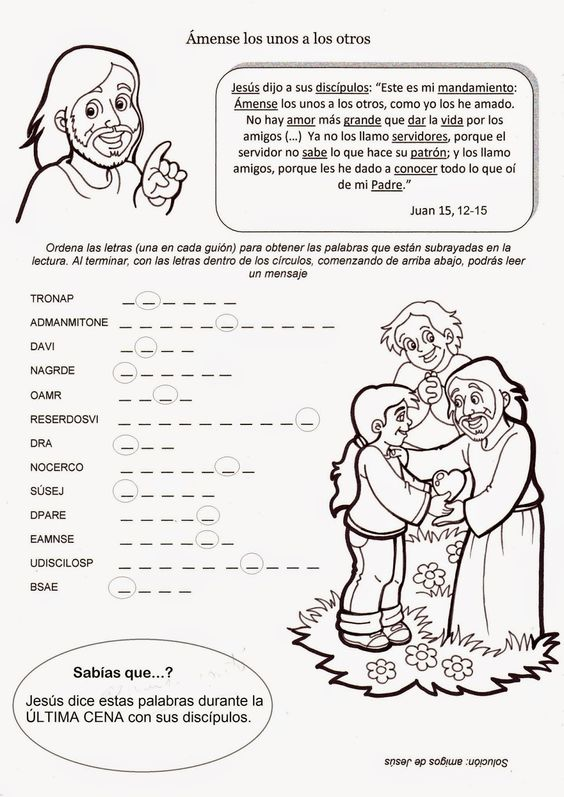 Ámense los unos a los otros
Jesús dijo a sus discípulos: “Este es mi mandamiento:
Ámense los unos a los otros, como yo los he amado.
No hay amor más grande que dar la vida por los
amigos (…) Ya no los llamo servidores, porque el
servidor no sabe lo que hace su patrón; y los llamo
amigos, porque les he dado a conocer todo lo que oí
de mi Padre.”
Juan 15, 12-15
Ordena las letras (una en cada guión) para obtener las palabras que están subrayadas en la
lectura. Al terminar, con las letras dentro de los círculos, comenzando de arriba abajo, podrás leer
un mensaje
TRONAP _ _ _ _ _ _
ADMANMITONE _ _ _ _ _ _ _ _ _ _ _
DAVI _ _ _ _
NAGRDE _ _ _ _ _ _
OAMR _ _ _ _
RESERDOSVI _ _ _ _ _ _ _ _ _ _
DRA _ _ _
NOCERCO _ _ _ _ _ _ _
SÚSEJ _ _ _ _ _
DPARE _ _ _ _ _
EAMNSE _ _ _ _ _ _
UDISCILOSP _ _ _ _ _ _ _ _ _ _
BSAE _ _ _ _
Sabías que...?
Jesús dice estas palabras durante la
ÚLTIMA CENA con sus discípulos.
Solución: amigos de Jesús